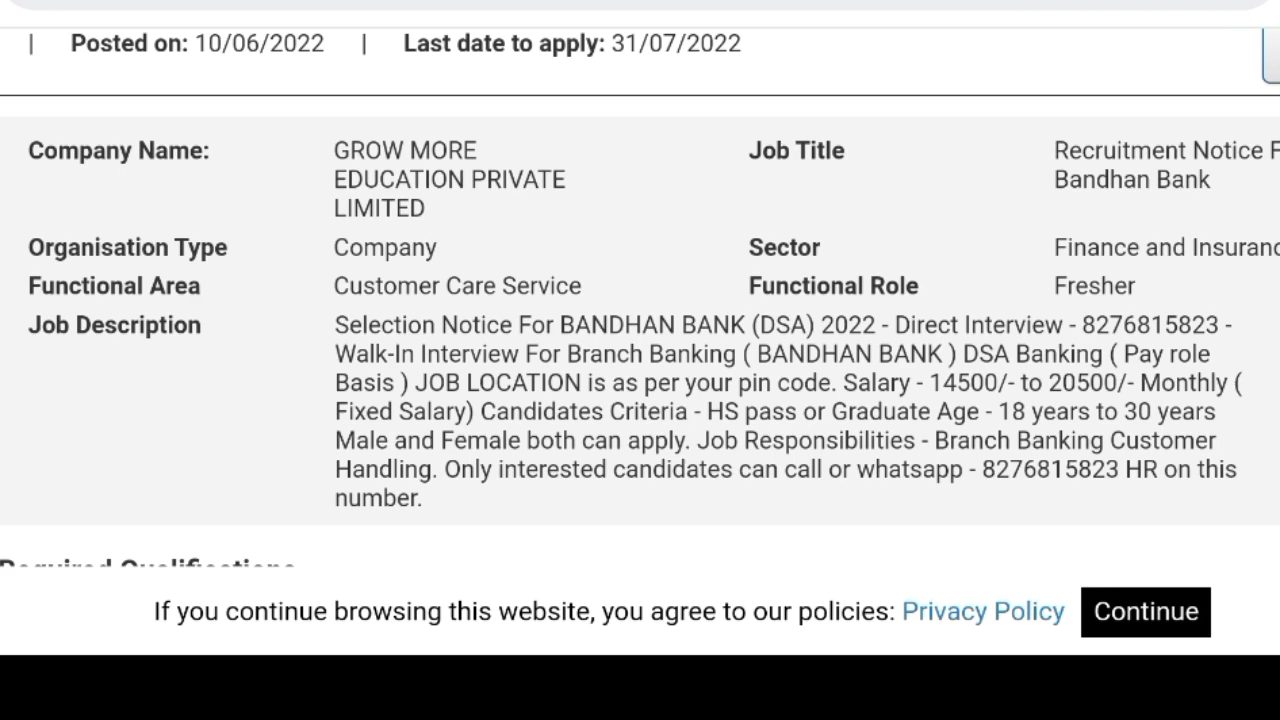 | Posted on: 10/06/2022 | Last date to apply: 31/07/2022
Company Name: GROW MORE EDUCATION PRIVATE LIMITED
Job Title Recruitment Notice F
Bandhan Bank
Organisation Type Company
Sector Finance and Insuranc
Functional Area Customer Care Service
Functional Role Fresher
Job Description Selection Notice For BANDHAN BANK (DSA) 2022 - Direct Interview - 8276815823 -
Walk-In Interview For Branch Banking ( BANDHAN BANK ) DSA Banking ( Pay role
Basis ) JOB LOCATION is as per your pin code. Salary - 14500/- to 20500/- Monthly (
Fixed Salary) Candidates Criteria - HS pass or Graduate Age - 18 years to 30 years
Male and Female both can apply. Job Responsibilities - Branch Banking Customer
Handling. Only interested candidates can call or whatsapp - 8276815823 HR on this
number.
Required Qualifications
If you continue browsing this website, you agree to our policies: Privacy Policy Continue